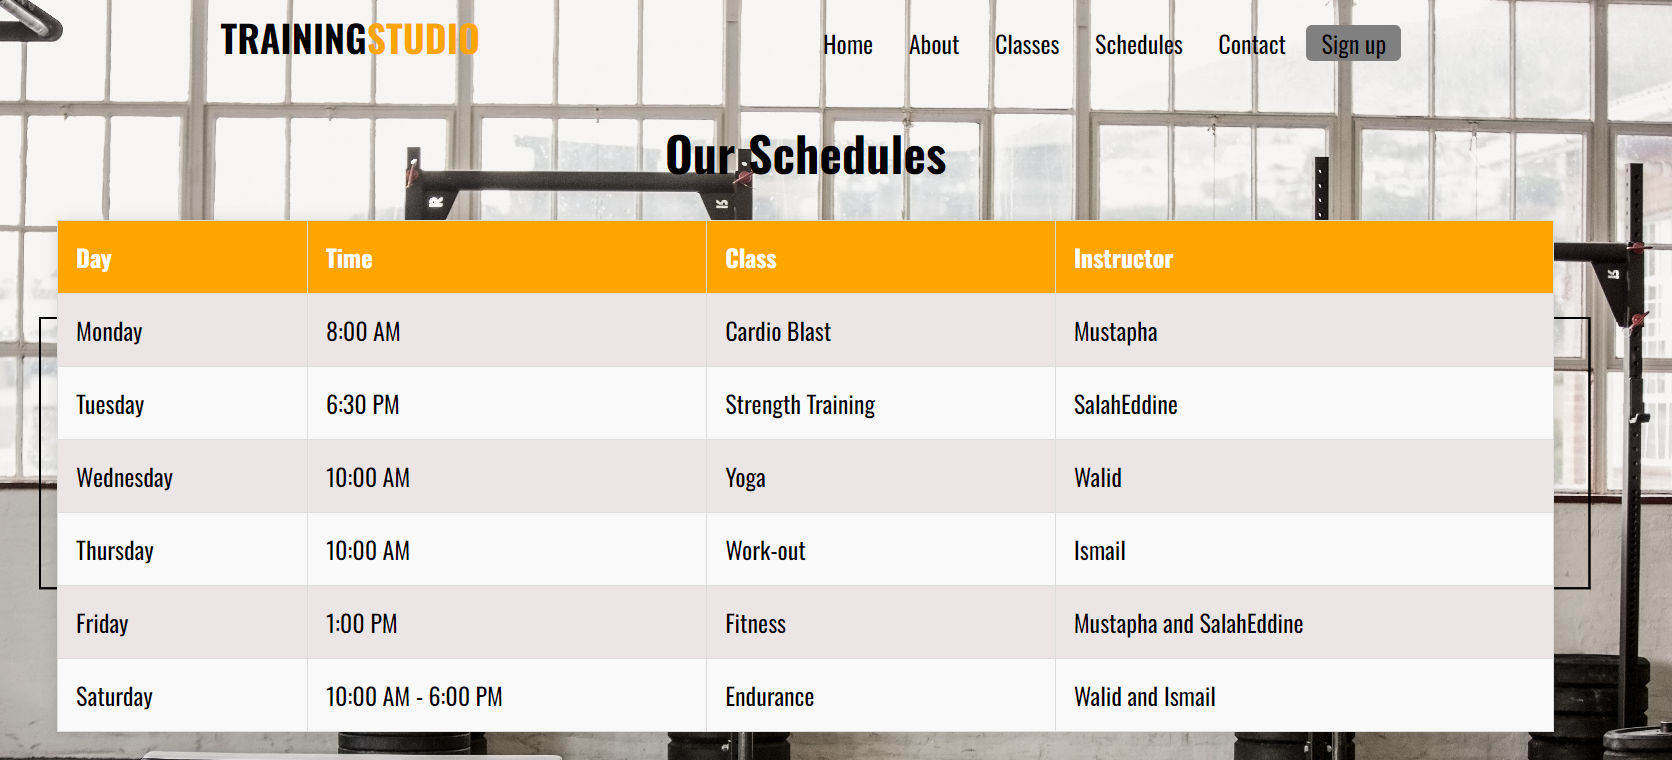 TRAININGSTUDIO
Home About Classes Schedules Contact Sign up
Our Schedules
Day Time Class Instructor
Monday 8:00 AM Cardio Blast Mustapha
Tuesday 6:30 PM Strength Training SalahEddine
Wednesday 10:00 AM Yoga Walid
Thursday 10:00 AM Work-out Ismail
Friday 1:00 PM Fitness Mustapha and SalahEddine
Saturday 10:00 AM - 6:00 PM Endurance Walid and Ismail